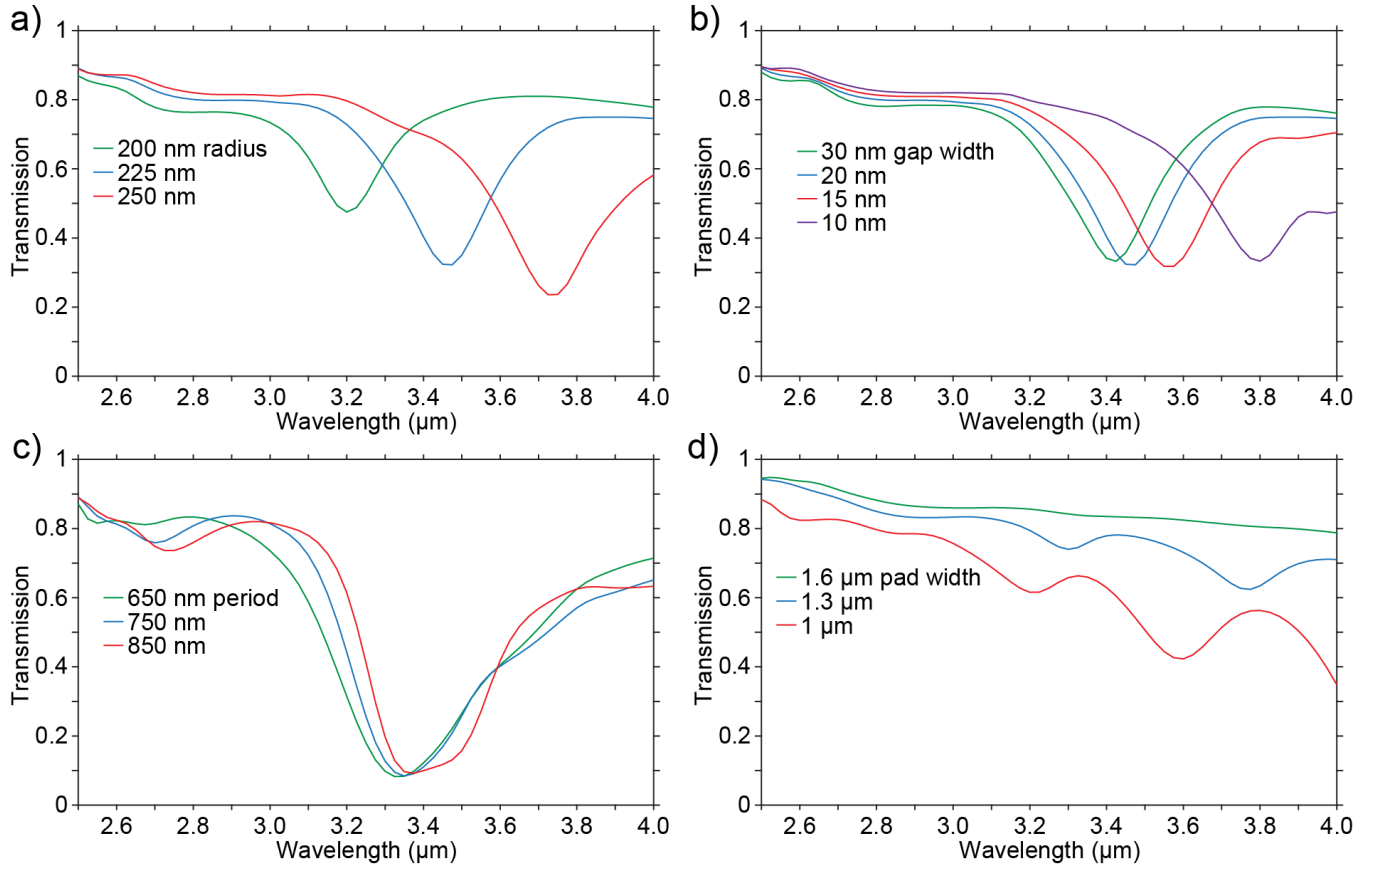 a)
1
0.8
0.6
0.4
0.2
0
Transmission
200 nm radius
225 nm
250 nm
2.6 2.8 3.0 3.2 3.4 3.6 3.8 4.0
Wavelength (µm)
b)
1
0.8
0.6
0.4
0.2
0
Transmission
30 nm gap width
20 nm
15 nm
10 nm
2.6 2.8 3.0 3.2 3.4 3.6 3.8 4.0
Wavelength (µm)
c)
1
0.8
0.6
0.4
0.2
0
Transmission
650 nm period
750 nm
850 nm
2.6 2.8 3.0 3.2 3.4 3.6 3.8 4.0
Wavelength (µm)
d)
1
0.8
0.6
0.4
0.2
0
Transmission
1.6 µm pad width
1.3 µm
1 µm
2.6 2.8 3.0 3.2 3.4 3.6 3.8 4.0
Wavelength (µm)